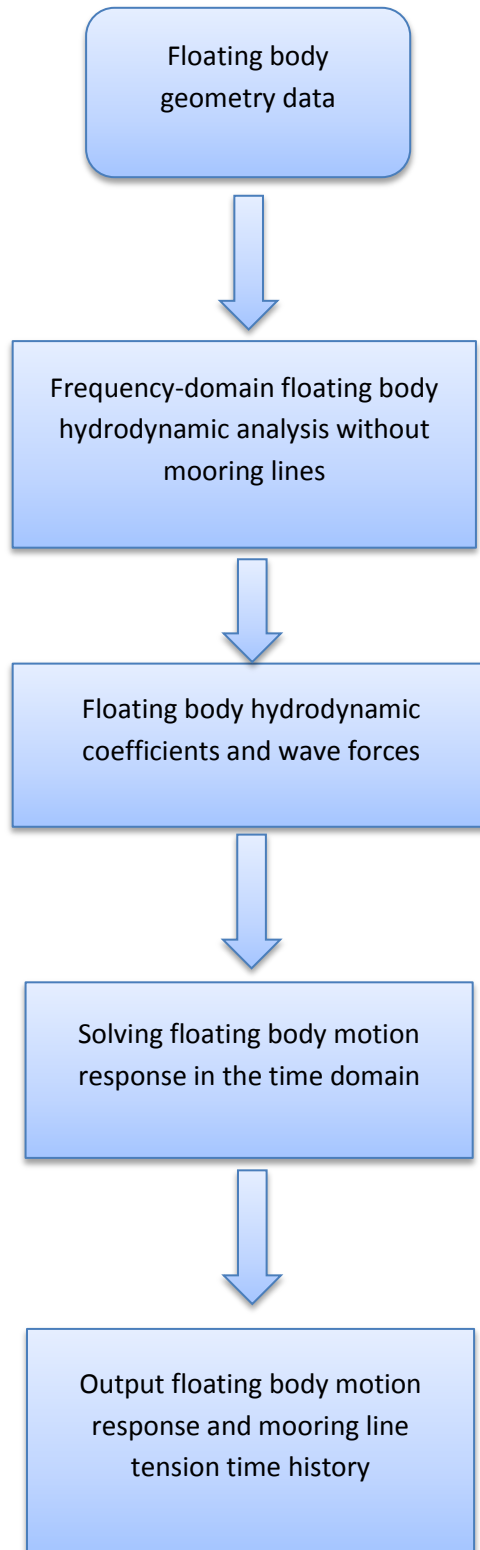 Floating body
geometry data
Frequency-domain floating body
hydrodynamic analysis without
mooring lines
Floating body hydrodynamic
coefficients and wave forces
Solving floating body motion
response in the time domain
Output floating body motion
response and mooring line
tension time history